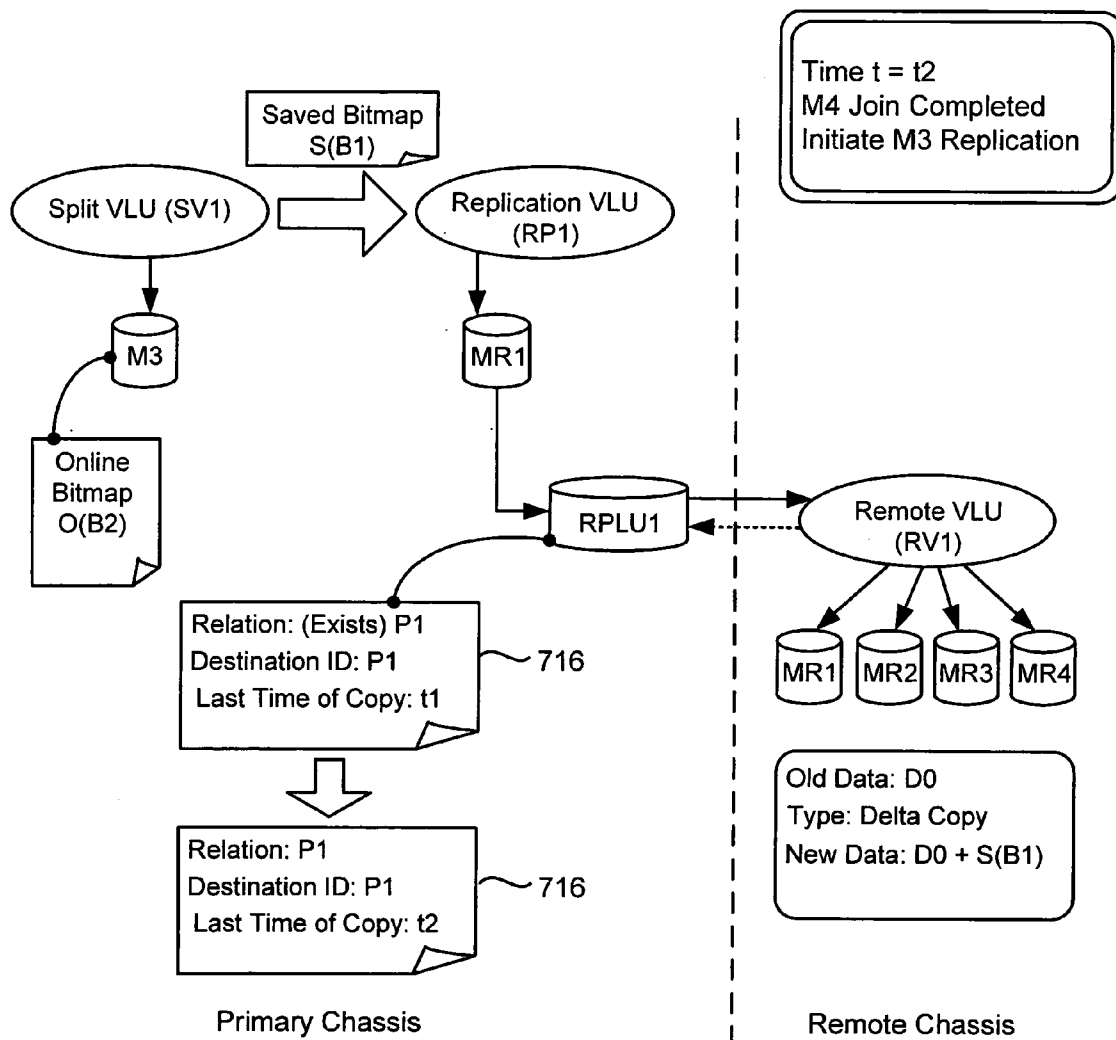 Time t = t2
M4 Join Completed
Initiate M3 Replication
Saved Bitmap
S(B1)
Split VLU (SV1)
Replication VLU
(RP1)
M3
MR1
Online
Bitmap
O(B2)
RPLU1
Remote VLU
(RV1)
MR1
MR2
MR3
MR4
Relation: (Exists) P1
Destination ID: P1
Last Time of Copy: t1
716
Old Data: D0
Type: Delta Copy
New Data: D0 + S(B1)
Relation: P1
Destination ID: P1
Last Time of Copy: t2
716
Primary Chassis
Remote Chassis